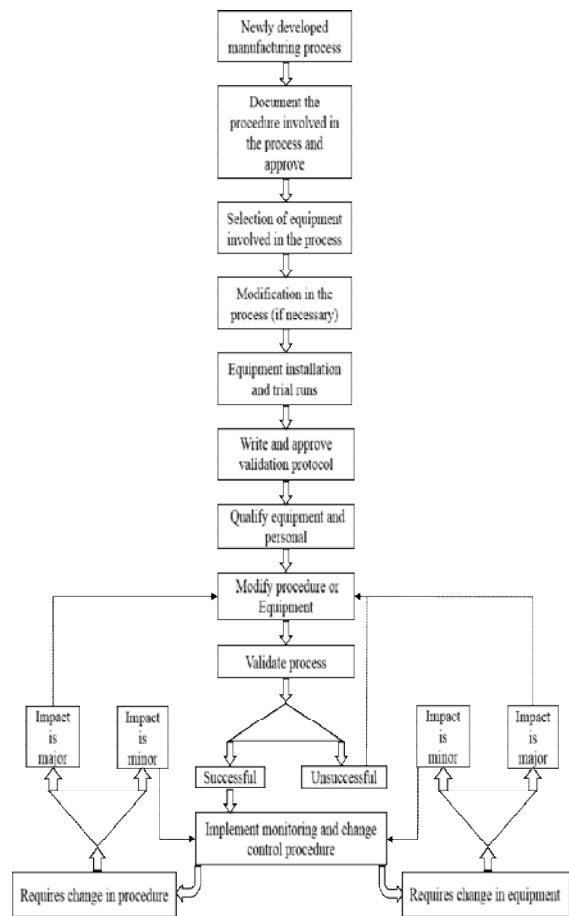 Newly developed
manufacturing process
Document the
procedure involved in
the process and
approve
Selection of equipment
involved in the process
Modification in the
process (if necessary)
Equipment installation
and trial runs
Write and approve
validation protocol
Qualify equipment and
personal
Modify procedure or
Equipment
Validate process
Impact
is
major
Impact
is
minor
Successful
Unsuccessful
Impact
is
minor
Impact
is
major
Implement monitoring and change
control procedure
Requires change in procedure
Requires change in equipment